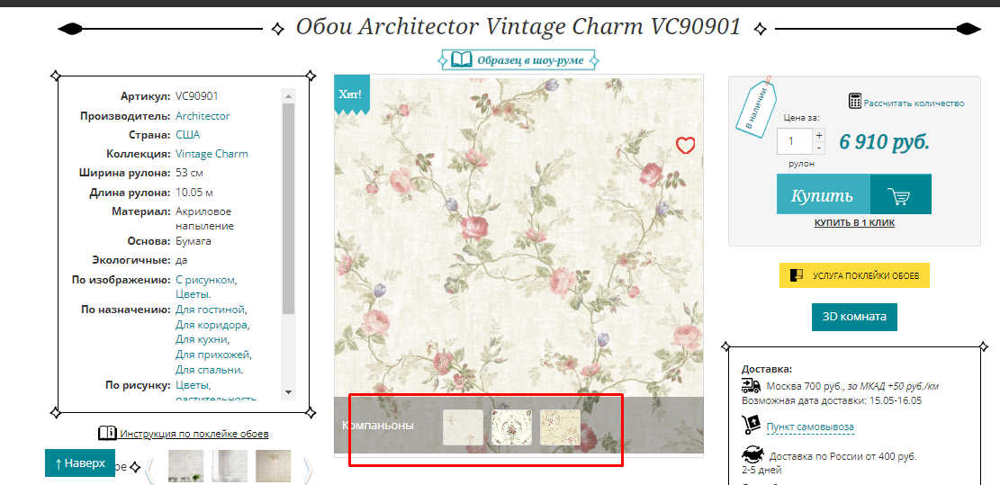 Обои Architector Vintage Charm VC90901
Образец в шоу-руме
Артикул: VC90901
Производитель: Architector
Страна: США
Коллекция: Vintage Charm
Ширина рулона: 53 см
Длина рулона: 10.05 м
Материал: Акриловое
напыление
Основа: Бумага
Экологичные: да
По изображению: С рисунком,
Цветы.
По назначению: Для гостиной,
Для коридора,
Для кухни,
Для прихожей,
Для спальни.
По рисунку: Цветы,
растительность
Инструкция по поклейке обоев
↑ Наверх
ре
Хит!
Компаньоны
В наличии
Рассчитать количество
Цена за:
1
+
-
рулон
6 910 руб.
Купить
КУПИТЬ В 1 КЛИК
УСЛУГА ПОКЛЕЙКИ ОБОЕВ
3D комната
Доставка:
Москва 700 руб., за МКАД +50 руб./км
Возможная дата доставки: 15.05-16.05
Пункт самовывоза
Доставка по России от 400 руб.
2-5 дней